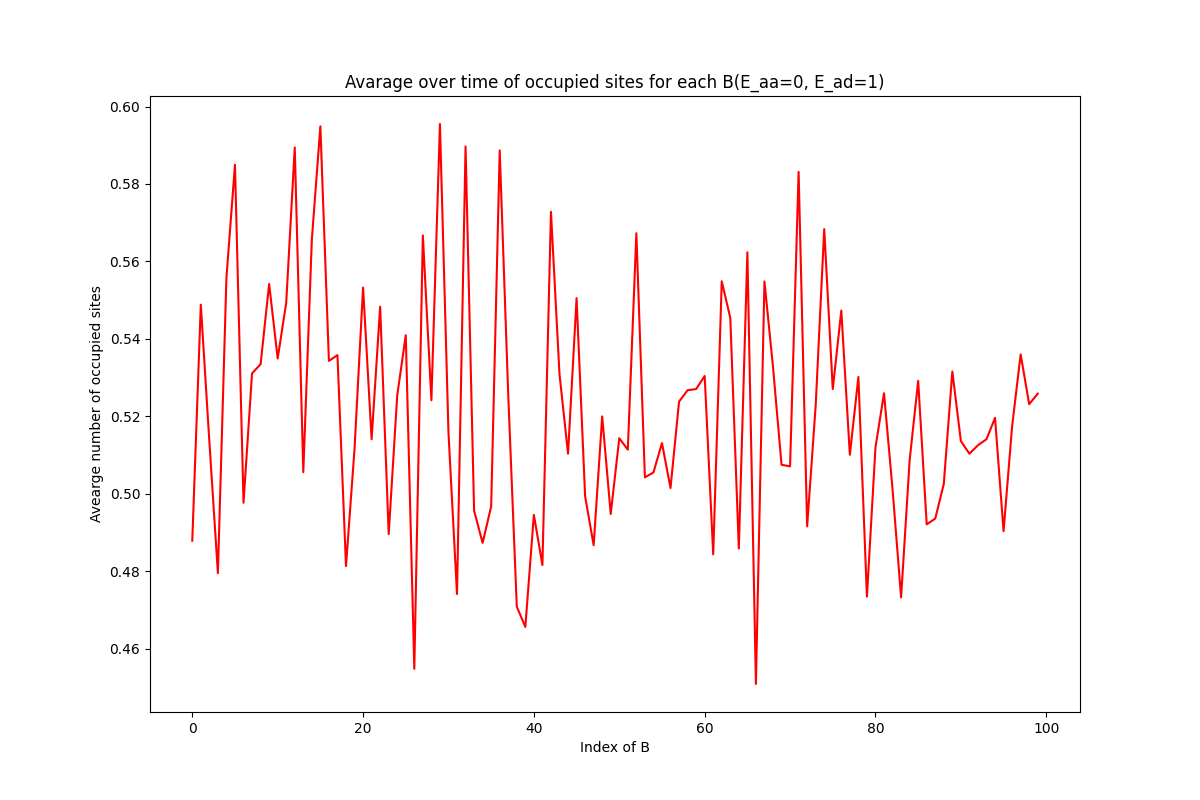 Avarage over time of occupied sites for each B(E_aa=0, E_ad=1)
0.60
0.58
0.56
0.54
0.52
0.50
0.48
0.46
Avearge number of occupied sites
0 20 40 60 80 100
Index of B